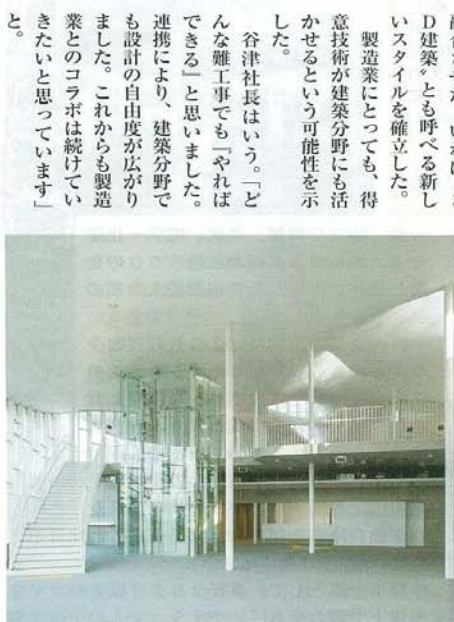 D建築〟とも呼べる新し
いスタイルを確立した。
　製造業にとっても、得
意技術が建築分野にも活
かせるという可能性を示
した。
　谷津社長はいう。「ど
んな難工事でも『やれば
できる』と思いました。
連携により、建築分野で
も設計の自由度が広がり
ました。これからも製造
業とのコラボは続けてい
きたいと思っています」
と。